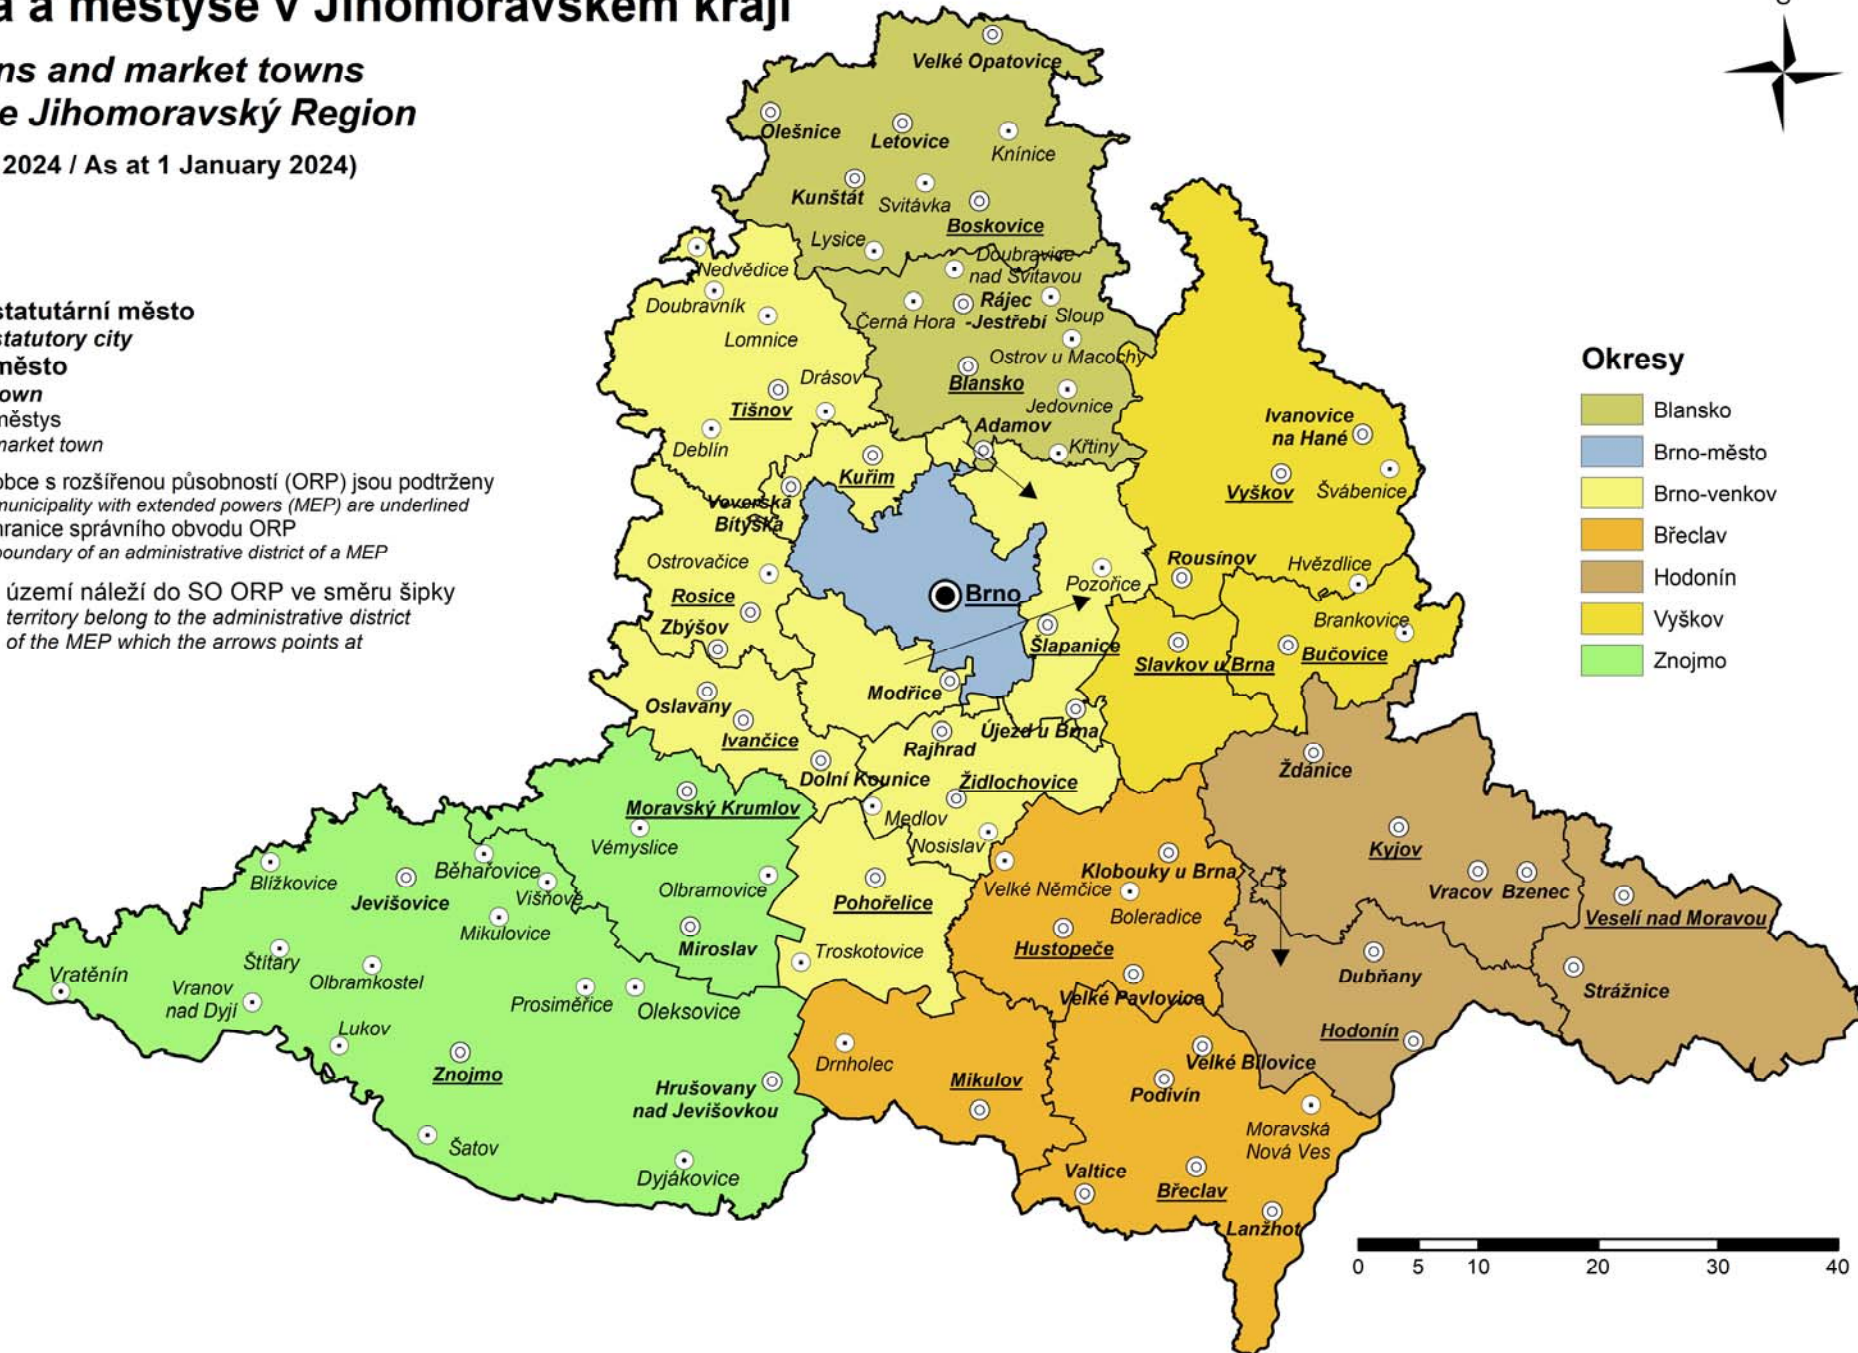 a a městyse v Jihomoravském kraji
ns and market towns
e Jihomoravský Region
2024 / As at 1 January 2024)
statutární město
statutory city
město
own
městys
market town
obce s rozšířenou působností (ORP) jsou podtrženy
municipality with extended powers (MEP) are underlined
hranice správního obvodu ORP
boundary of an administrative district of a MEP
území náleží do SO ORP ve směru šipky
territory belong to the administrative district
of the MEP which the arrows points at
Velké Opatovice
Olešnice
Letovice
Knínice
Kunštát
Svitávka
Boskovice
Lysice
Doubravice
nad Svitavou
Nedvědice
Doubravník
Lomnice
Černá Hora
Rájec
-Jestřebí
Sloup
Ostrov u Macochy
Blansko
Jedovnice
Drásov
Tišnov
Deblín
Adamov
Křtiny
Kuřim
Veverská
Bítýška
Ostrovačice
Rosice
Zbýšov
Brno
Pozořice
Šlapanice
Modřice
Oslavany
Ivančice
Rajhrad
Újezd u Brna
Dolní Kounice
Židlochovice
Medlov
Nosislav
Pohořelice
Troskotovice
Ivanovice
na Hané
Vyškov
Švábenice
Rousínov
Hvězdlice
Brankovice
Slavkov u Brna
Bučovice
Ždánice
Kyjov
Vracov
Bzenec
Veselí nad Moravou
Dubňany
Strážnice
Hodonín
Moravský Krumlov
Vémyslice
Běhařovice
Blížkovice
Jevišovice
Višňové
Olbramovice
Mikulovice
Miroslav
Štítary
Olbramkostel
Vratěnín
Vranov
nad Dyjí
Prosiměřice
Oleksovice
Lukov
Znojmo
Hrušovany
nad Jevišovkou
Šatov
Dyjákovice
Velké Němčice
Klobouky u Brna
Boleradice
Hustopeče
Velké Pavlovice
Drnholec
Mikulov
Velké Bílovice
Podivín
Moravská
Nová Ves
Valtice
Břeclav
Lanžhot
Okresy
Blansko
Brno-město
Brno-venkov
Břeclav
Hodonín
Vyškov
Znojmo
0 5 10 20 30 40